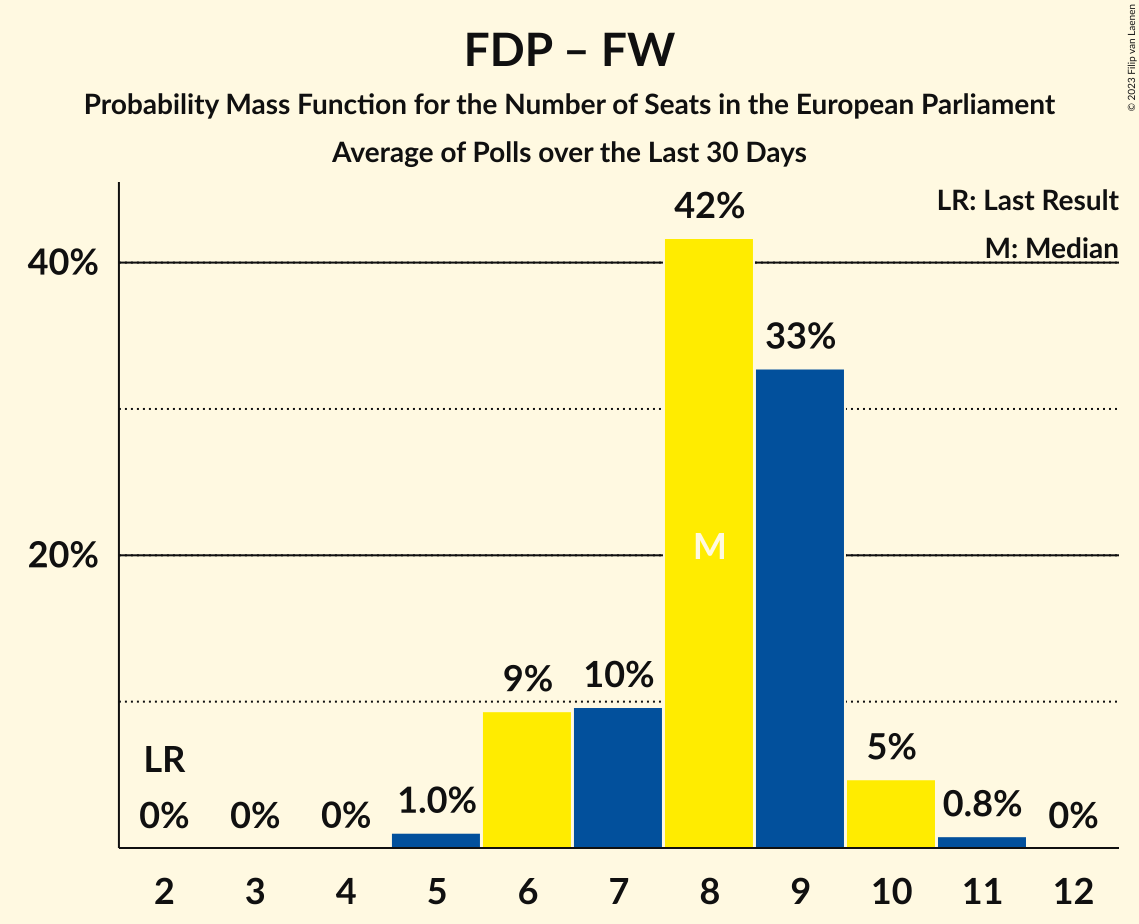 FDP – FW
Probability Mass Function for the Number of Seats in the European Parliament
Average of Polls over the Last 30 Days
© 2023 Filip van Laenen
LR: Last Result
M: Median
40%
20%
LR
0%
0%
0%
1.0%
9%
10%
42%
M
33%
5%
0.8%
0%
2 3 4 5 6 7 8 9 10 11 12